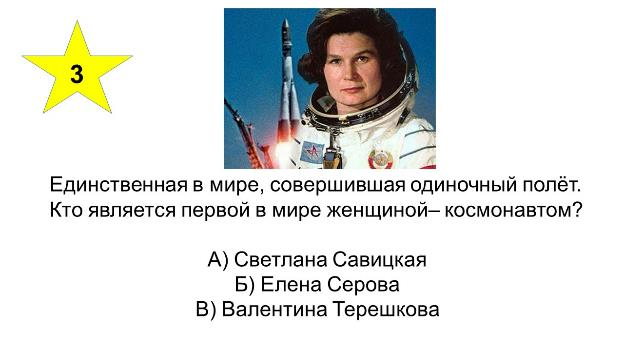 3
Единственная в мире, совершившая одиночный полёт.
Кто является первой в мире женщиной– космонавтом?
А) Светлана Савицкая
Б) Елена Серова
В) Валентина Терешкова